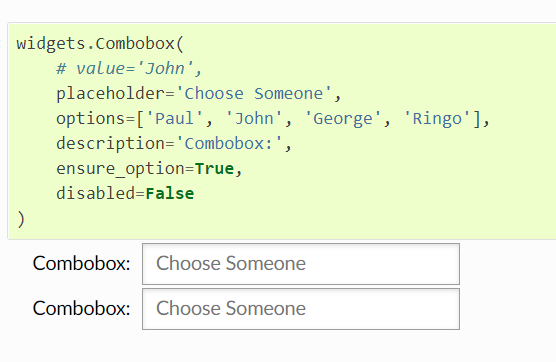 widgets.Combobox(
    # value='John',
    placeholder='Choose Someone',
    options=['Paul', 'John', 'George', 'Ringo'],
    description='Combobox:',
    ensure_option=True,
    disabled=False
)
Combobox: Choose Someone
Combobox: Choose Someone